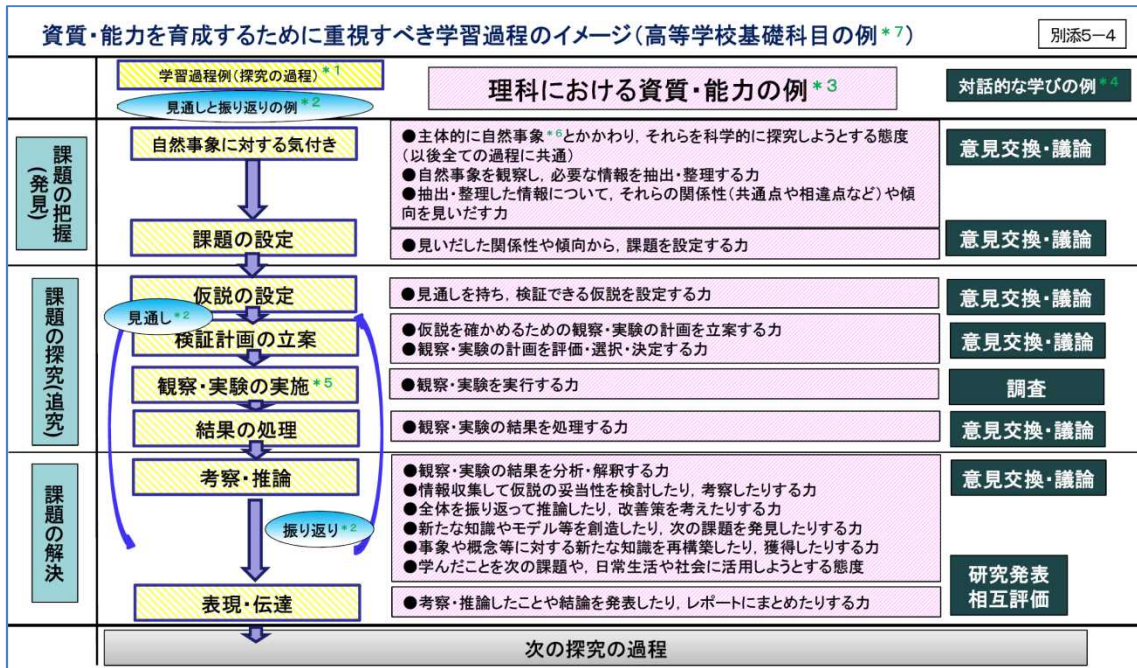 資質・能力を育成するために重視すべき学習過程のイメージ(高等学校基礎科目の例*7)
別添5-4
学習過程例(探究の過程)*1
見通しと振り返りの例*2
理科における資質・能力の例*3
対話的な学びの例*4
課題の把握(発見)
自然事象に対する気付き
●主体的に自然事象*6とかかわり,それらを科学的に探究しようとする態度
(以後全ての過程に共通)
●自然事象を観察し,必要な情報を抽出・整理する力
●抽出・整理した情報について,それらの関係性(共通点や相違点など)や傾
向を見いだす力
意見交換・議論
課題の設定
●見いだした関係性や傾向から,課題を設定する力
意見交換・議論
課題の探究(追究)
仮説の設定
●見通しを持ち,検証できる仮説を設定する力
意見交換・議論
見通し*2
検証計画の立案
●仮説を確かめるための観察・実験の計画を立案する力
●観察・実験の計画を評価・選択・決定する力
意見交換・議論
観察・実験の実施*5
●観察・実験を実行する力
調査
結果の処理
●観察・実験の結果を処理する力
意見交換・議論
課題の解決
考察・推論
●観察・実験の結果を分析・解釈する力
●情報収集して仮説の妥当性を検討したり,考察したりする力
●全体を振り返って推論したり,改善策を考えたりする力
●新たな知識やモデル等を創造したり,次の課題を発見したりする力
●事象や概念等に対する新たな知識を再構築したり,獲得したりする力
●学んだことを次の課題や,日常生活や社会に活用しようとする態度
意見交換・議論
振り返り*2
研究発表
相互評価
表現・伝達
●考察・推論したことや結論を発表したり,レポートにまとめたりする力
次の探究の過程